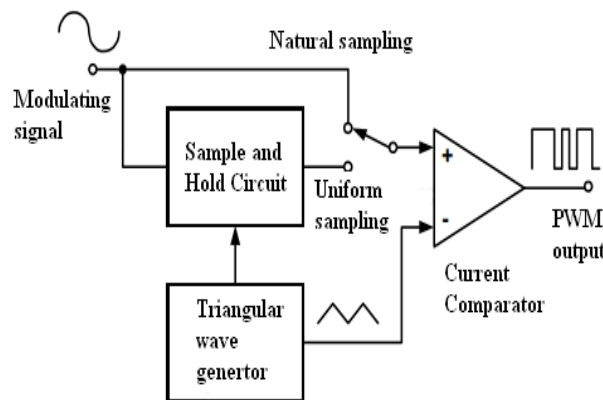 Natural sampling
Modulating
signal
Sample and
Hold Circuit
Uniform
sampling
+
-
PWM
output
Current
Comparator
Triangular
wave
genertor